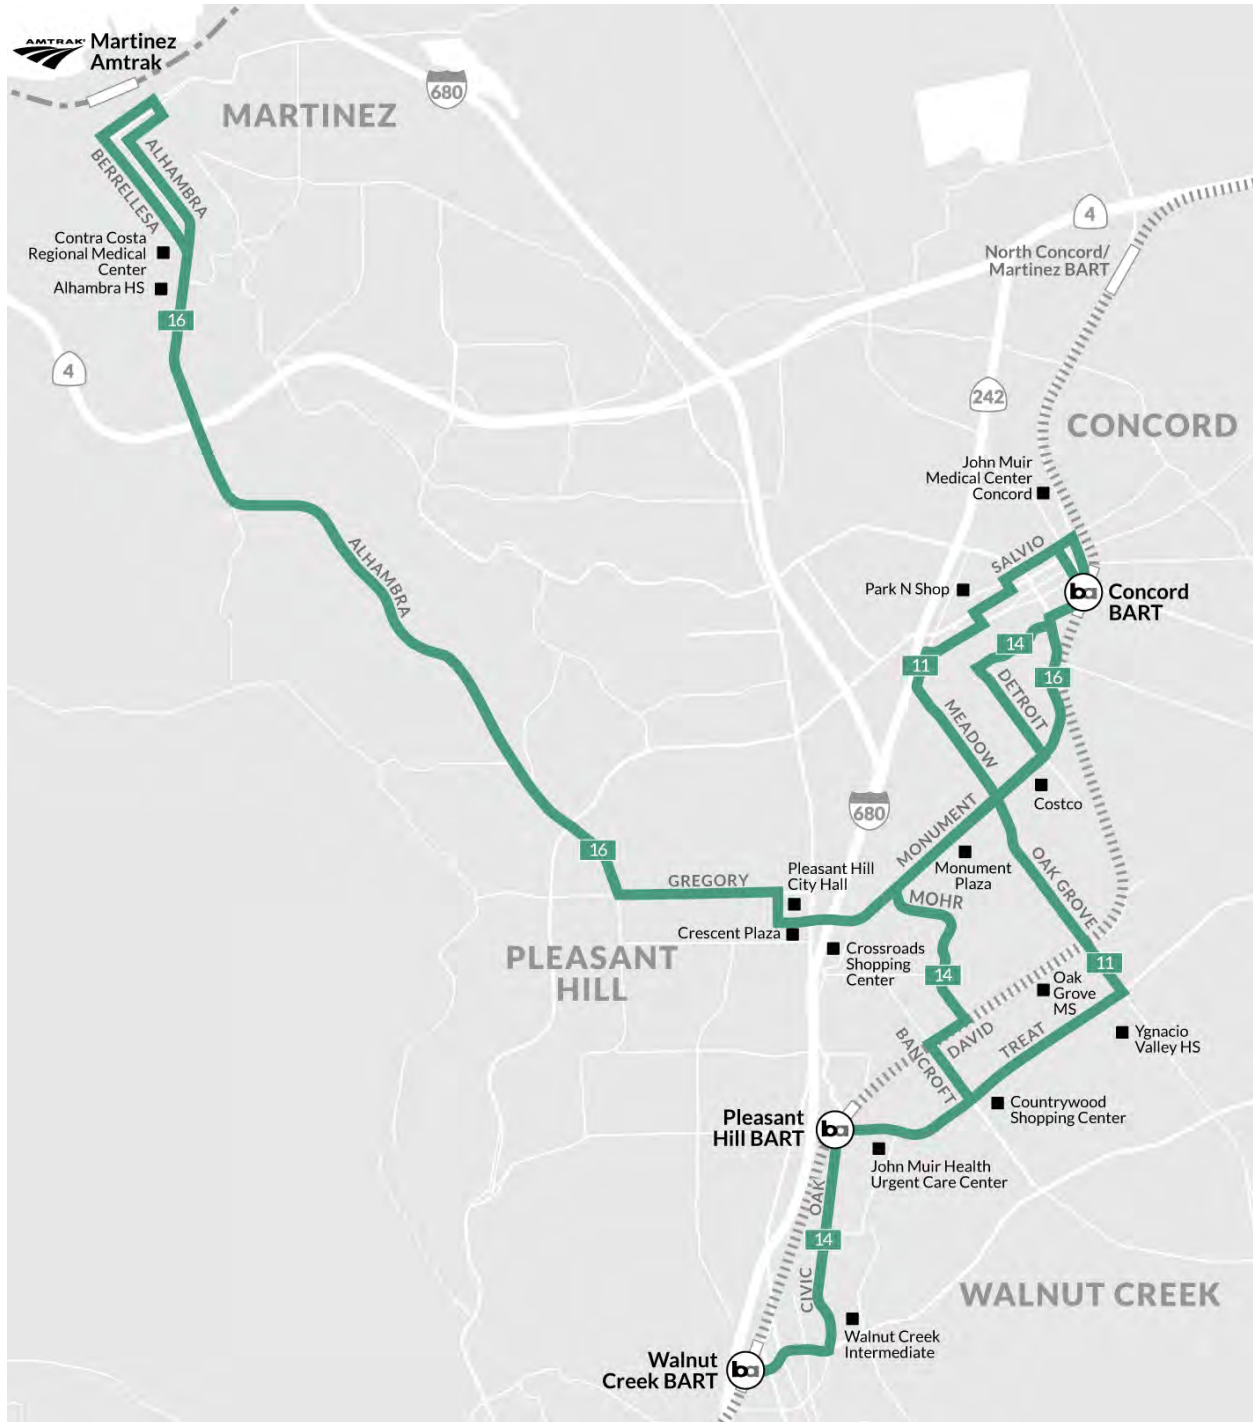 AMTRAK
Martinez
Amtrak
680
MARTINEZ
ALHAMBRA
BERRELLESA
4
Contra Costa
Regional Medical
Center
North Concord/
Martinez BART
Alhambra HS
16
4
242
CONCORD
John Muir
Medical Center
Concord
SALVIO
ALHAMBRA
Park N Shop
ba
Concord
BART
14
11
16
DETROIT
MEADOW
680
Costco
MONUMENT
16
Pleasant Hill
City Hall
Monument
Plaza
OAK GROVE
GREGORY
MOHR
Crescent Plaza
PLEASANT
HILL
Crossroads
Shopping
Center
14
11
Oak
Grove
MS
BANCROFT
DAVID
TREAT
Ygnacio
Valley HS
Pleasant
Hill BART
ba
Countrywood
Shopping Center
John Muir Health
Urgent Care Center
OAK
14
CIVIC
WALNUT CREEK
Walnut Creek
Intermediate
Walnut
Creek BART
ba